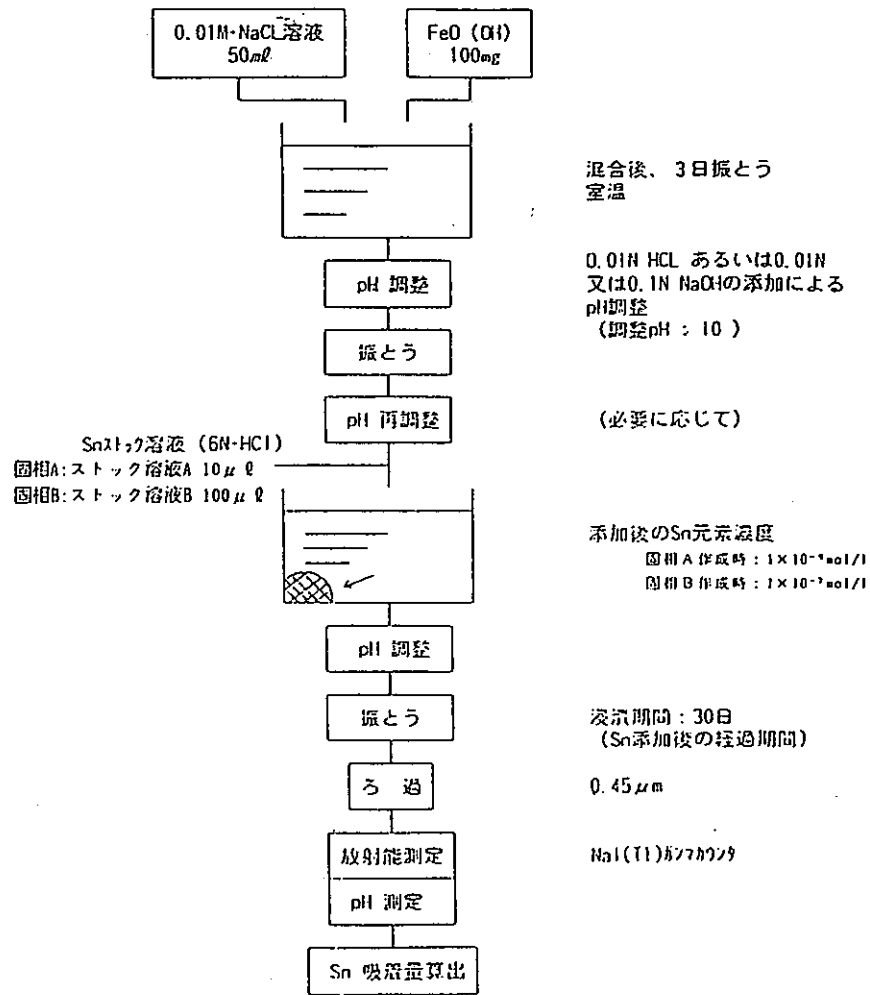 0.01M･NaCL溶液
50mℓ
FeO (OH)
100mg
混合後、3日振とう
室温
pH 調整
0.01N HCL あるいは0.01N
又は0.1N NaOHの添加による
pH調整
(調整pH : 10 )
振とう
pH 再調整
(必要に応じて)
Snｽﾄｯｸ溶液 (6N･HCl)
固相A:ストック溶液A 10μℓ
固相B:ストック溶液B 100μℓ
添加後のSn元素濃度
固相A作成時:
固相B作成時:
pH 調整
振とう
浸漬期間:30日
(Sn添加後の経過期間)
ろ 過
0.45μm
放射能測定
NaI(Tl)ｶﾞﾝﾏｶｳﾝﾀ
pH 測定
Sn 吸着量算出